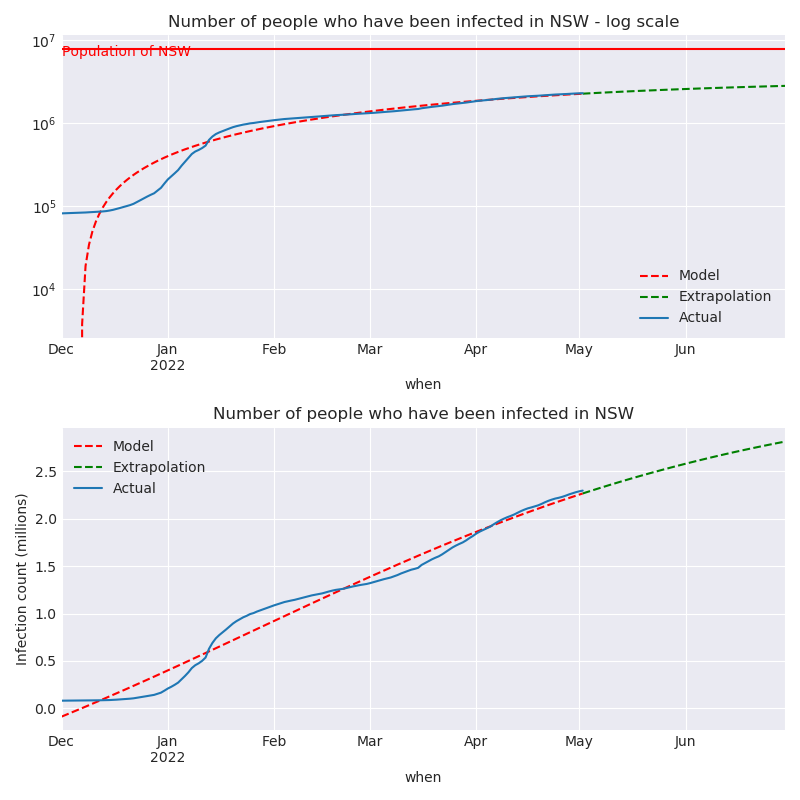 Number of people who have been infected in NSW - log scale
10^7
Population of NSW
10^6
10^5
10^4
Model
Extrapolation
Actual
Dec Jan Feb Mar Apr May Jun
2022
when
Number of people who have been infected in NSW
Infection count (millions)
Model
Extrapolation
Actual
2.5
2.0
1.5
1.0
0.5
0.0
Dec Jan Feb Mar Apr May Jun
2022
when